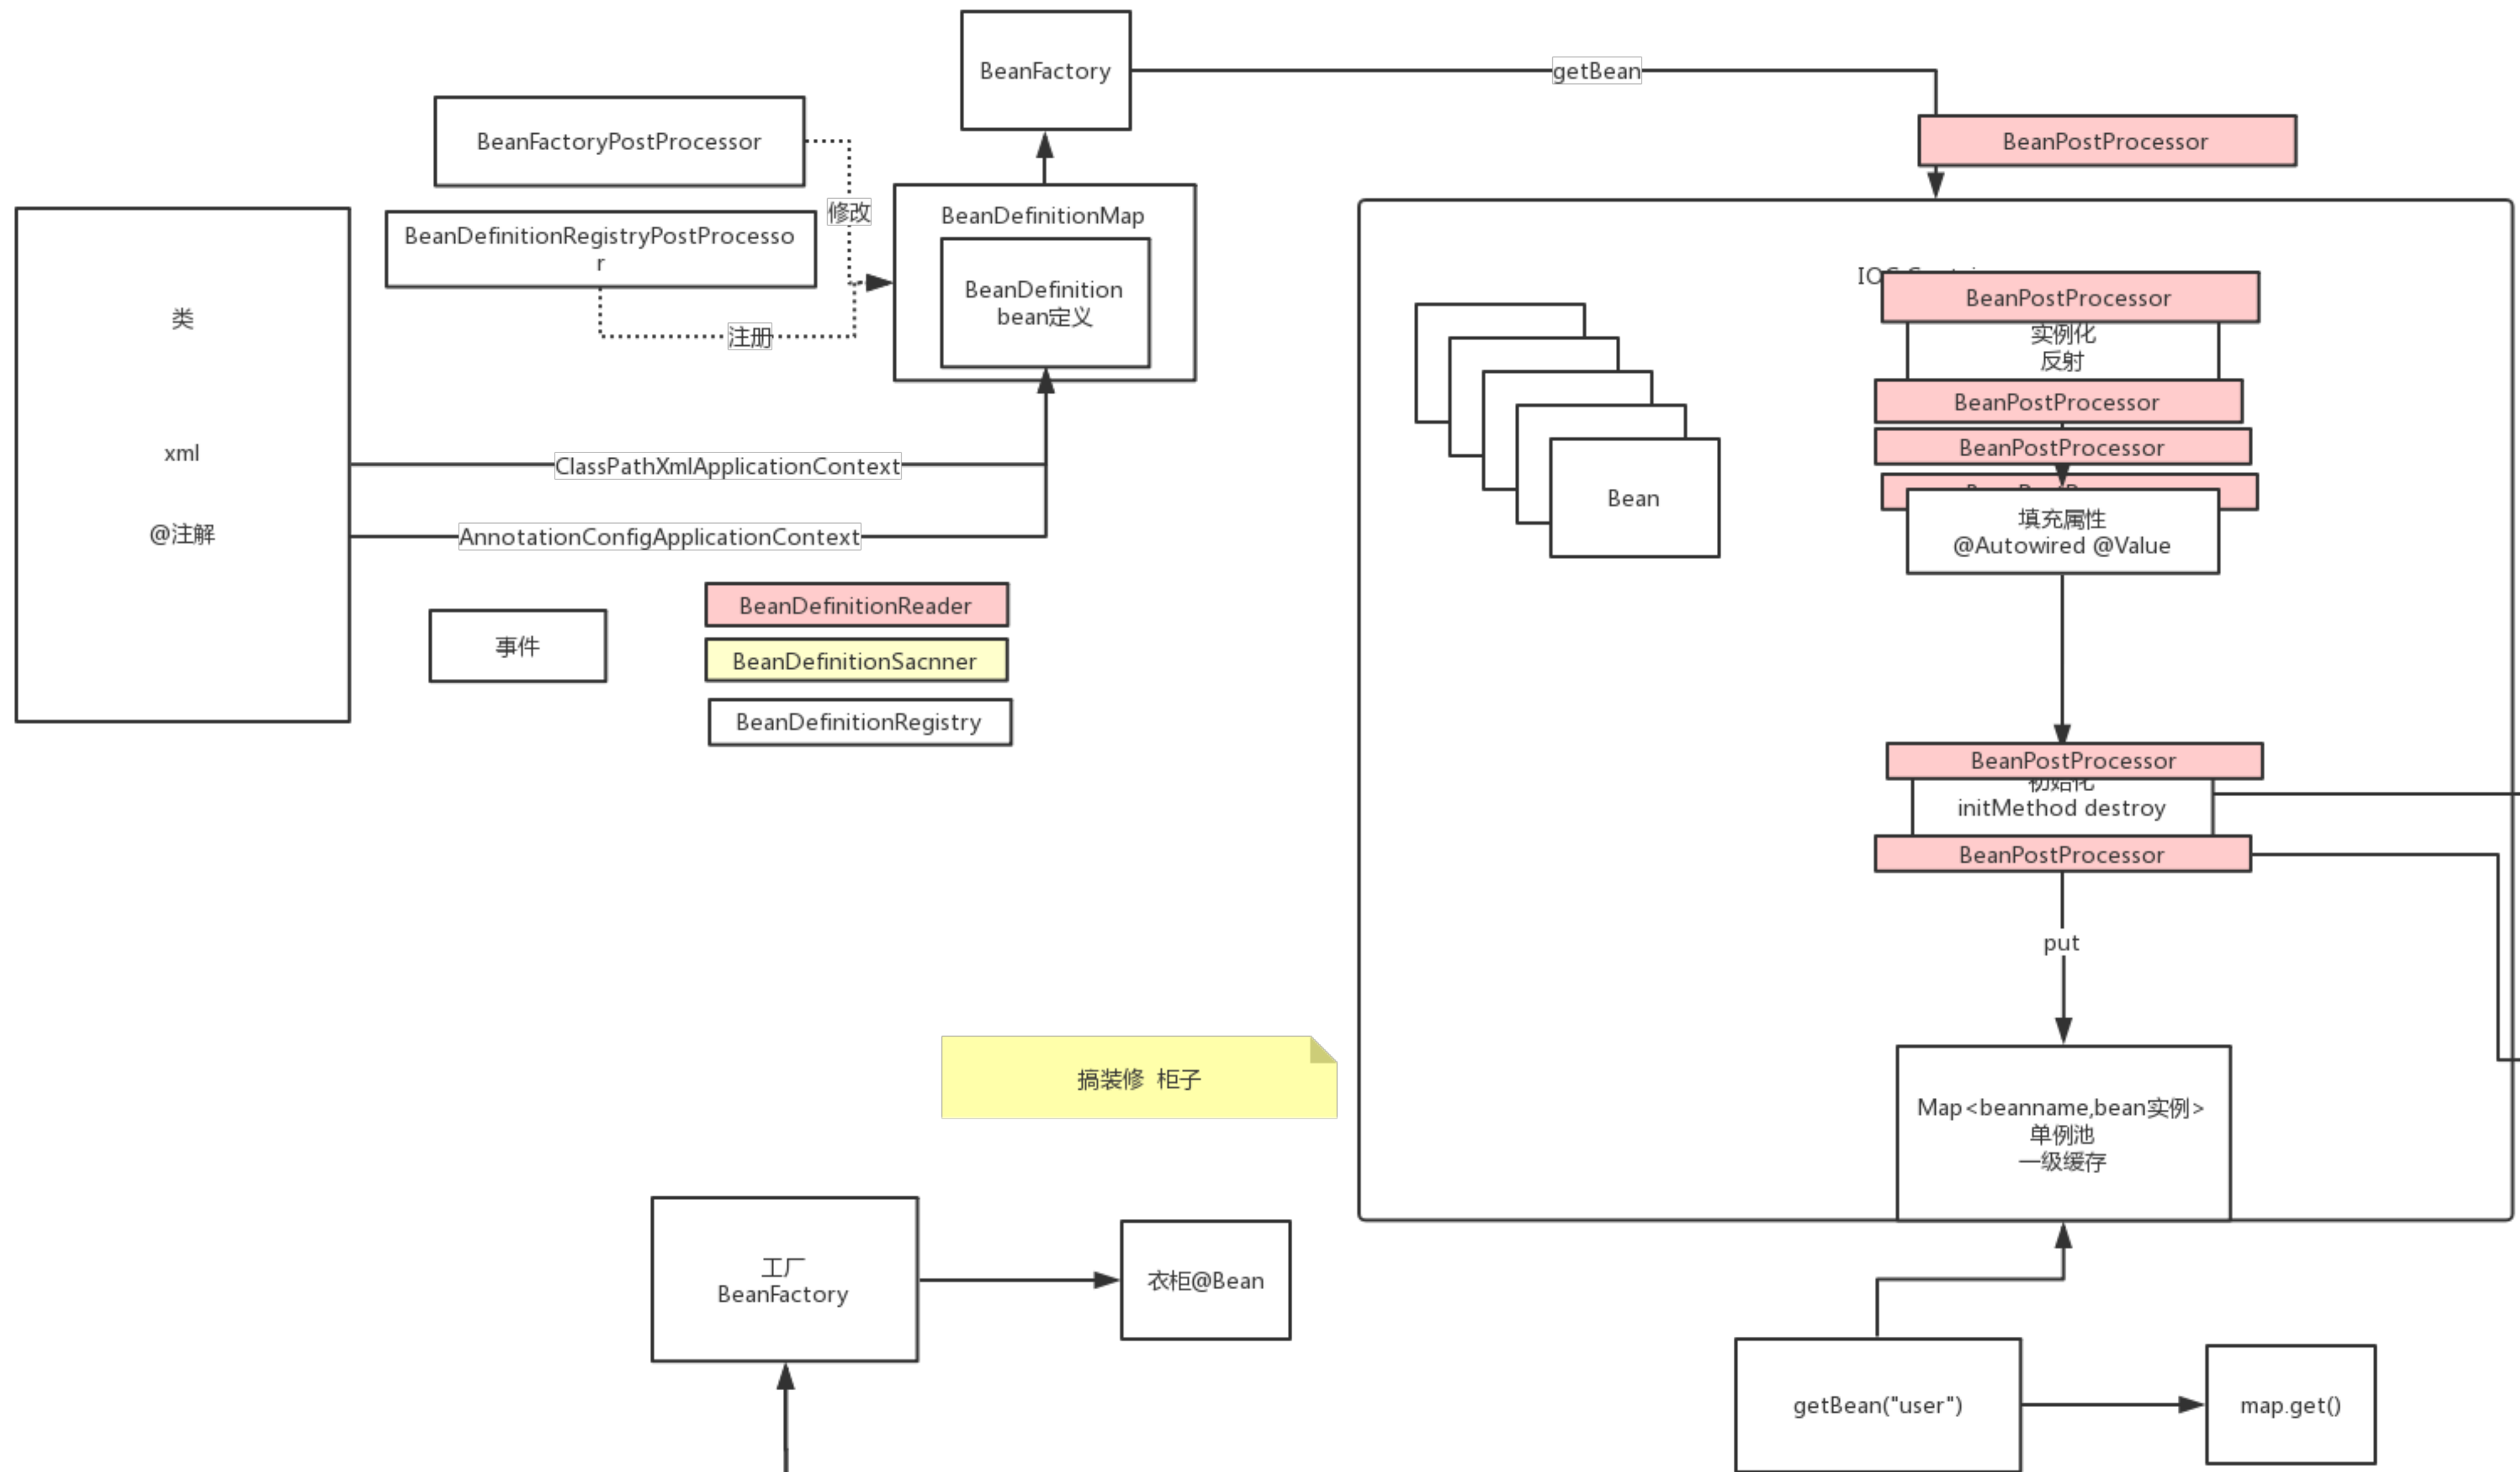 BeanFactory
getBean
BeanFactoryPostProcessor
BeanPostProcessor
修改
BeanDefinitionRegistryPostProcesso
r
BeanDefinitionMap
BeanDefinition
bean定义
注册
类
xml
@注解
ClassPathXmlApplicationContext
AnnotationConfigApplicationContext
事件
BeanDefinitionReader
BeanDefinitionSacnner
BeanDefinitionRegistry
Bean
BeanPostProcessor
实例化
反射
BeanPostProcessor
BeanPostProcessor
填充属性
@Autowired @Value
BeanPostProcessor
初始化
initMethod destroy
BeanPostProcessor
put
Map<beanname,bean实例>
单例池
一级缓存
搞装修 柜子
工厂
BeanFactory
衣柜@Bean
getBean("user")
map.get()